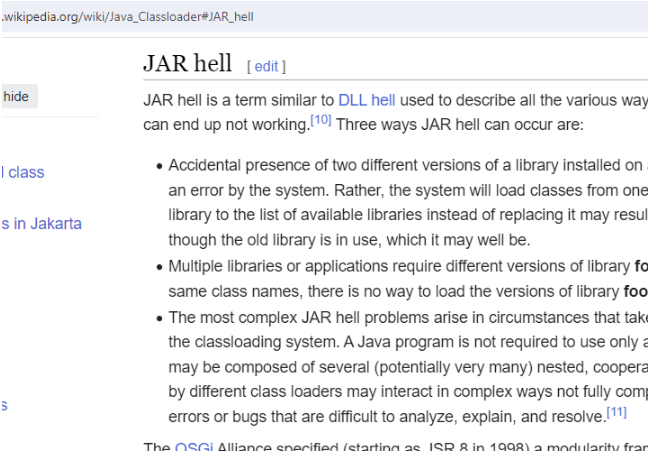 .wikipedia.org/wiki/Java_Classloader#JAR_hell
JAR hell [ edit ]
hide
JAR hell is a term similar to DLL hell used to describe all the various way
can end up not working.[10] Three ways JAR hell can occur are:
l class
s in Jakarta
s
• Accidental presence of two different versions of a library installed on
an error by the system. Rather, the system will load classes from one
library to the list of available libraries instead of replacing it may resul
though the old library is in use, which it may well be.
• Multiple libraries or applications require different versions of library fo
same class names, there is no way to load the versions of library foo
• The most complex JAR hell problems arise in circumstances that take
the classloading system. A Java program is not required to use only a
may be composed of several (potentially very many) nested, coopera
by different class loaders may interact in complex ways not fully comp
errors or bugs that are difficult to analyze, explain, and resolve.[11]
The OSGi Alliance specified (starting as JSR 8 in 1998) a modularity fram